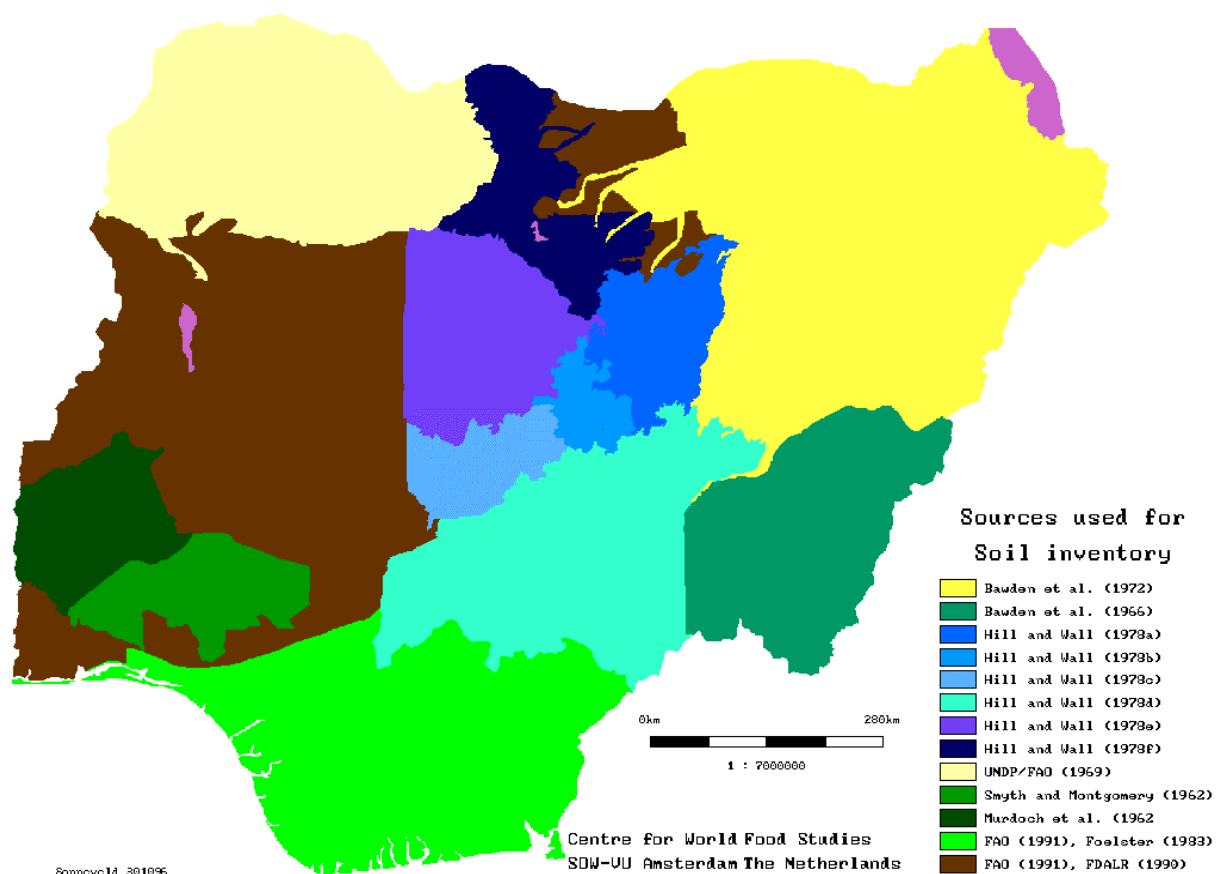 Sources used for
Soil inventory
Bawden et al. (1972)
Bawden et al. (1966)
Hill and Wall (1978a)
Hill and Wall (1978b)
Hill and Wall (1978c)
Hill and Wall (1978d)
Hill and Wall (1978e)
Hill and Wall (1978f)
UNDP/FAO (1969)
Smyth and Montgomery (1962)
Murdoch et al. (1962
FAO (1991), Foelster (1983)
FAO (1991), FDALR (1990)
0km 280km
1 : 7000000
Centre for World Food Studies
SOW-VU Amsterdam The Netherlands
301096